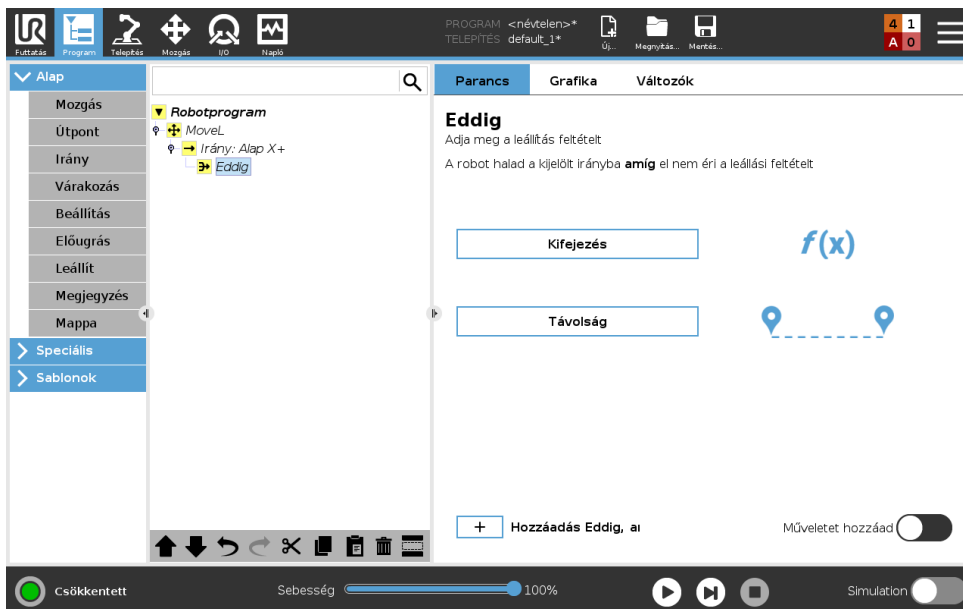 UR
Futtatás
Program
Telepítés
Mozgás
I/O
Napló
PROGRAM <névtelen>*
TELEPÍTÉS default_1*
Új...
Megnyitás...
Mentés...
4 1
A 0
Alap
Mozgás
Útpont
Irány
Várakozás
Beállítás
Előugrás
Leállít
Megjegyzés
Mappa
Speciális
Sablonok
Robotprogram
MoveL
Irány: Alap X+
Eddig
Parancs
Grafika
Változók
Eddig
Adja meg a leállítás feltételt
A robot halad a kijelölt irányba amíg el nem éri a leállási feltételt
Kifejezés
f(x)
Távolság
+ Hozzáadás Eddig, ai
Műveletet hozzáad
Csökkentett
Sebesség
100%
Simulation